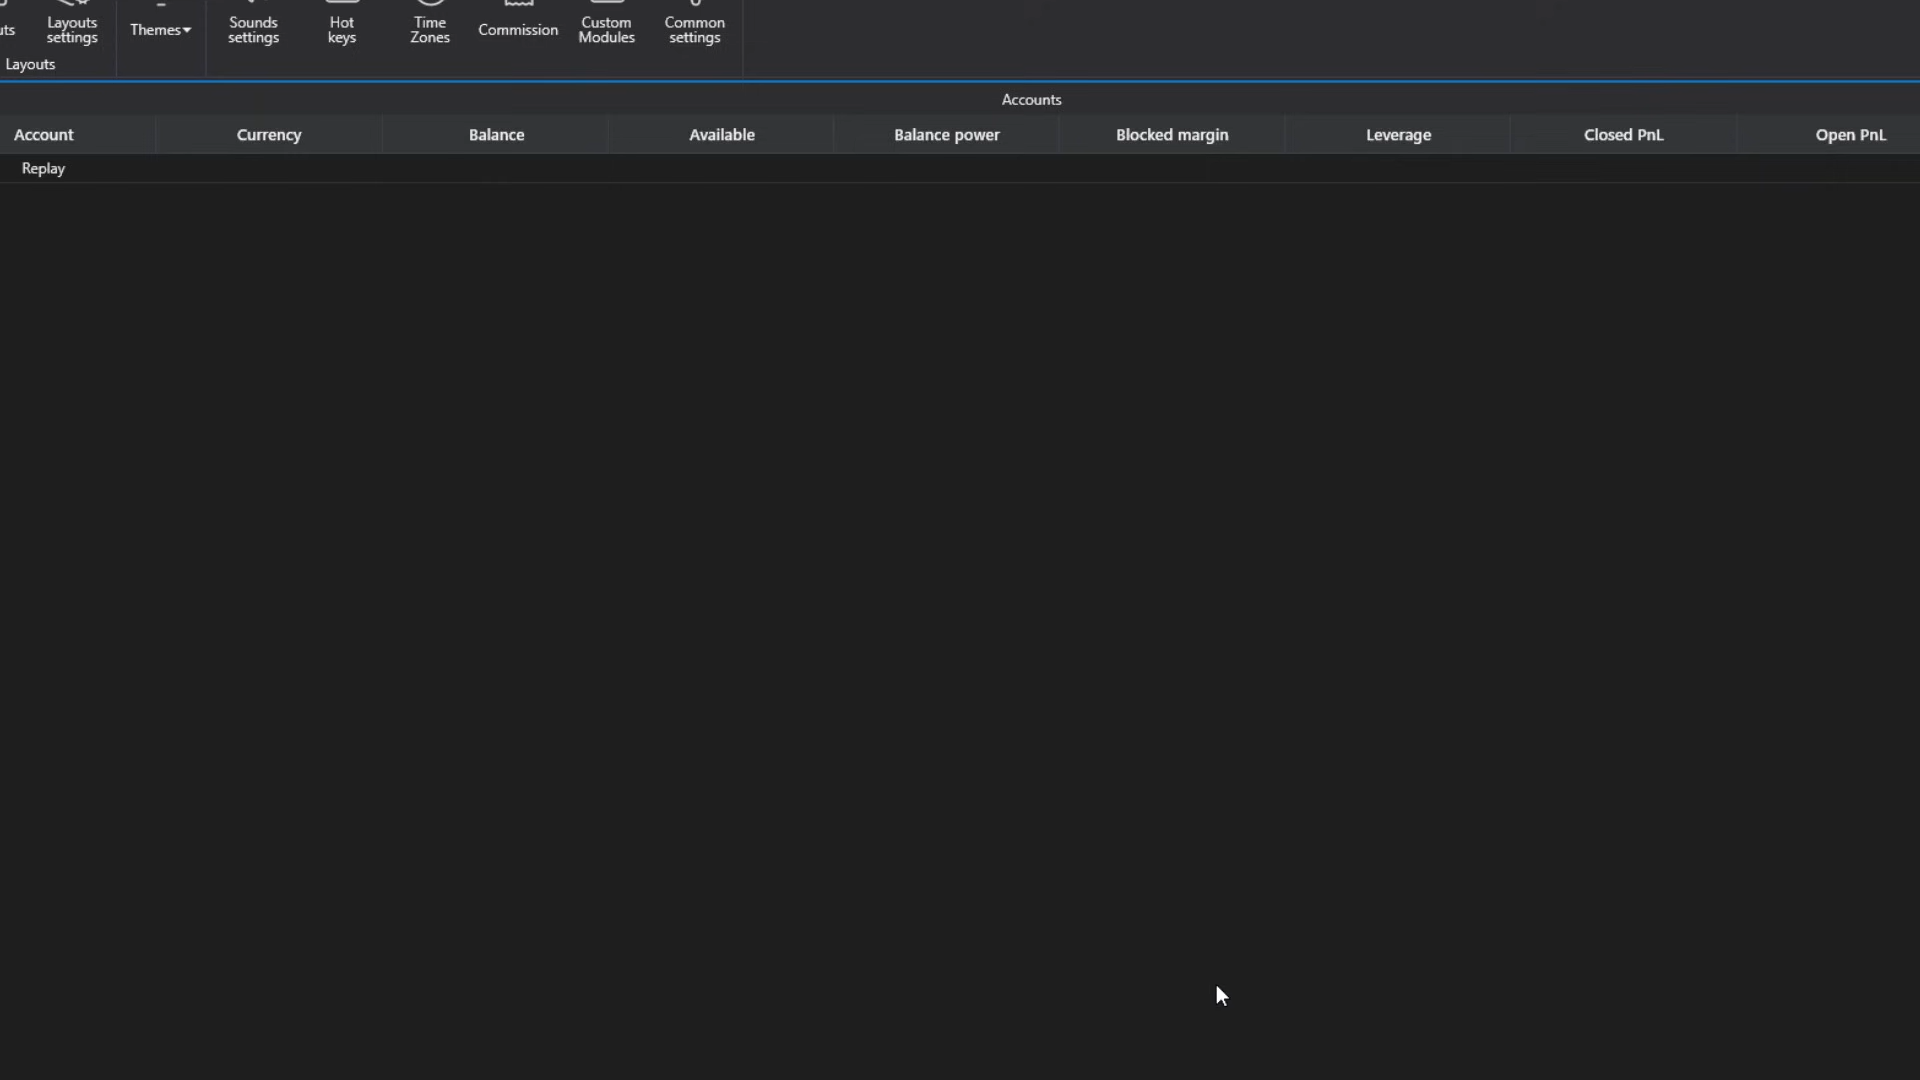 Layouts settings
Themes
Sounds settings
Hot keys
Time Zones
Commission
Custom Modules
Common settings
Layouts
Accounts
Account Currency Balance Available Balance power Blocked margin Leverage Closed PnL Open PnL
Replay